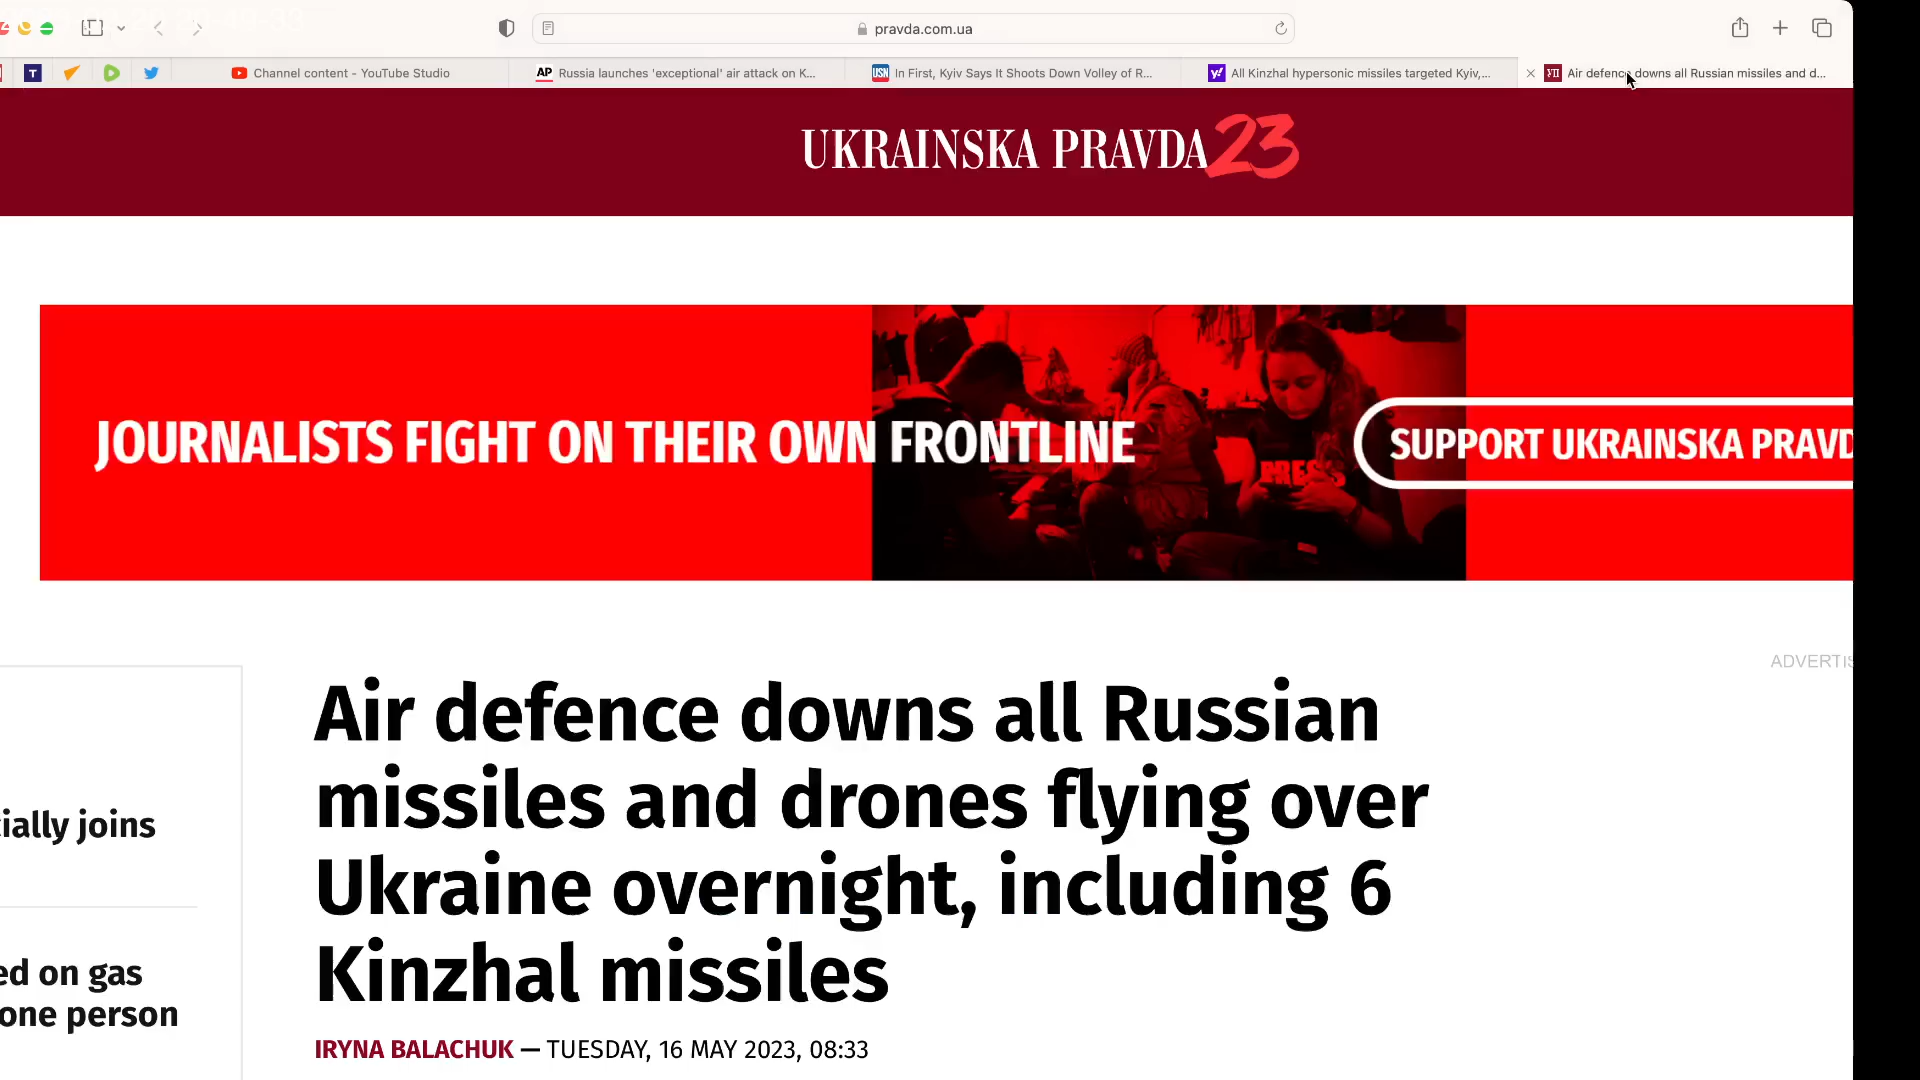 pravda.com.ua
T
Channel content - YouTube Studio
AP
Russia launches 'exceptional' air attack on K...
USN
In First, Kyiv Says It Shoots Down Volley of R...
y!
All Kinzhal hypersonic missiles targeted Kyiv,...
Air defence downs all Russian missiles and d...
UKRAINSKA PRAVDA 23
JOURNALISTS FIGHT ON THEIR OWN FRONTLINE
PRESS
SUPPORT UKRAINSKA PRAVD
ADVERTIS
Air defence downs all Russian
missiles and drones flying over
Ukraine overnight, including 6
Kinzhal missiles
IRYNA BALACHUK — TUESDAY, 16 MAY 2023, 08:33
ially joins
ed on gas
one person